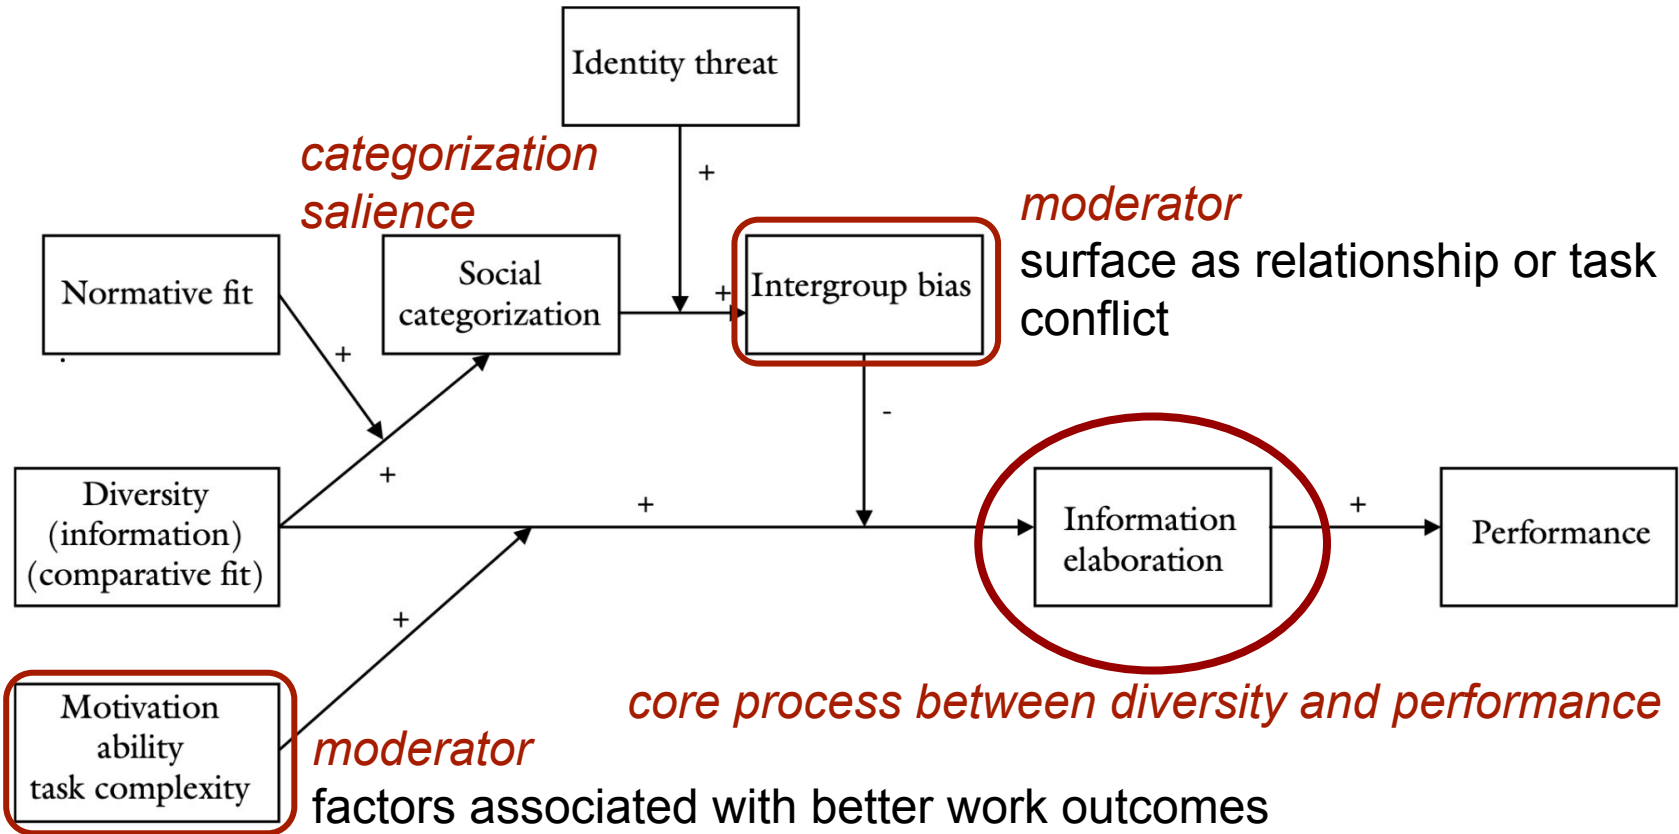 Identity threat
+
categorization
salience
moderator
surface as relationship or task
conflict
Normative fit
.
+
Social
categorization
+
Intergroup bias
-
+
Diversity
(information)
(comparative fit)
+
Information
elaboration
+
Performance
+
Motivation
ability
task complexity
core process between diversity and performance
moderator
factors associated with better work outcomes